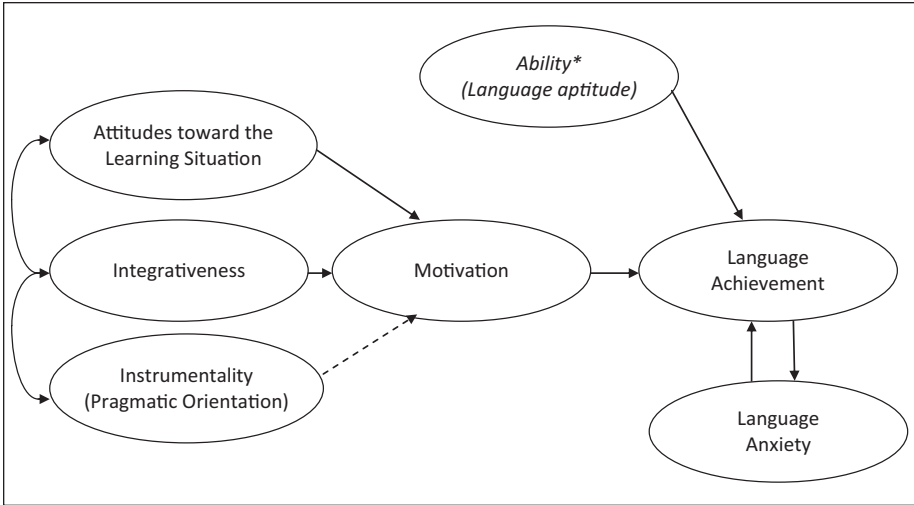 Ability*
(Language aptitude)
Attitudes toward the
Learning Situation
Integrativeness
Motivation
Language
Achievement
Instrumentality
(Pragmatic Orientation)
Language
Anxiety